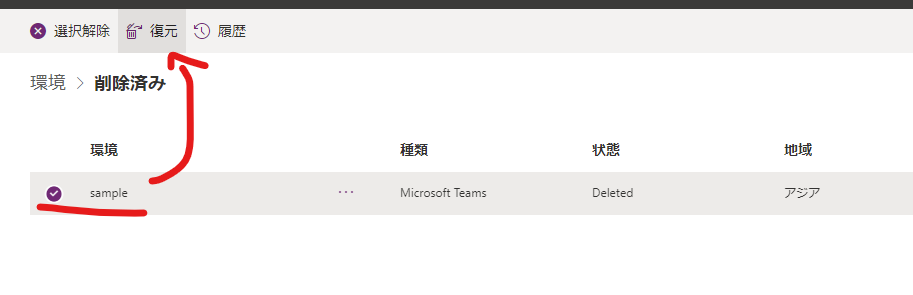 選択解除 復元 履歴
環境 > 削除済み
環境 種類 状態 地域
sample ··· Microsoft Teams Deleted アジア